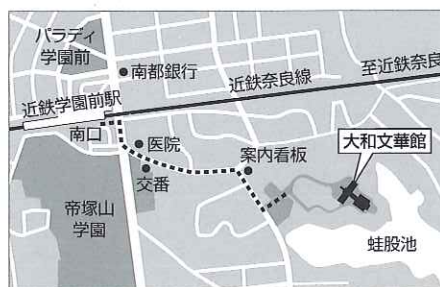 パラディ
学園前
南都銀行
近鉄奈良線
至近鉄奈良
近鉄学園前駅
南口
医院
交番
案内看板
大和文華館
帝塚山
学園
蛙股池